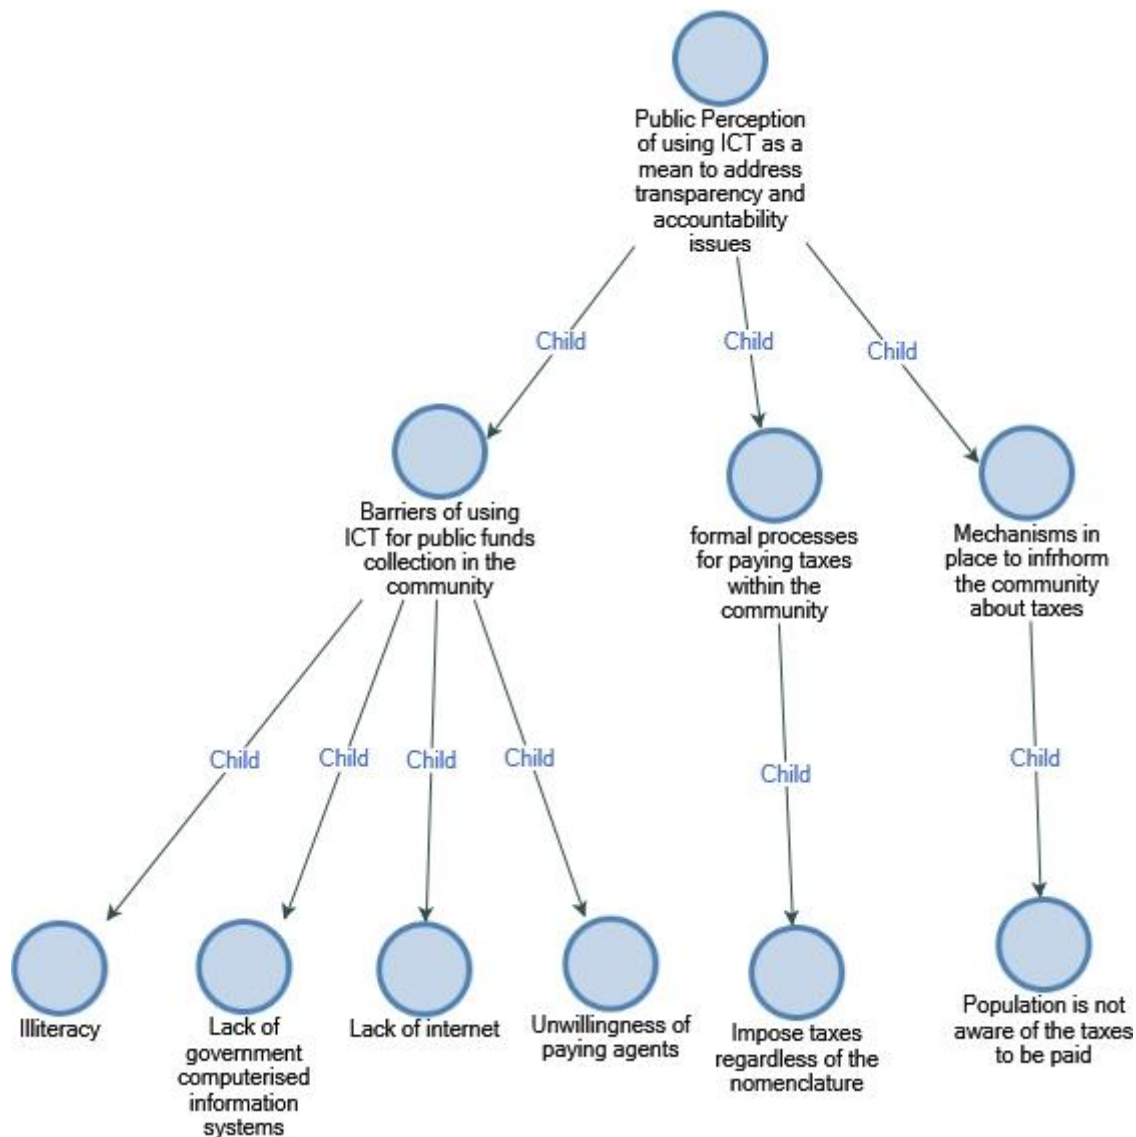 Public Perception
of using ICT as a
mean to address
transparency and
accountability
issues
Child
Child
Child
Barriers of using
ICT for public funds
collection in the
community
formal processes
for paying taxes
within the
community
Mechanisms in
place to infrhorm
the community
about taxes
Child
Child
Child
Child
Child
Child
Illiteracy
Lack of
government
computerised
information
systems
Lack of internet
Unwillingness of
paying agents
Impose taxes
regardless of the
nomenclature
Population is not
aware of the taxes
to be paid